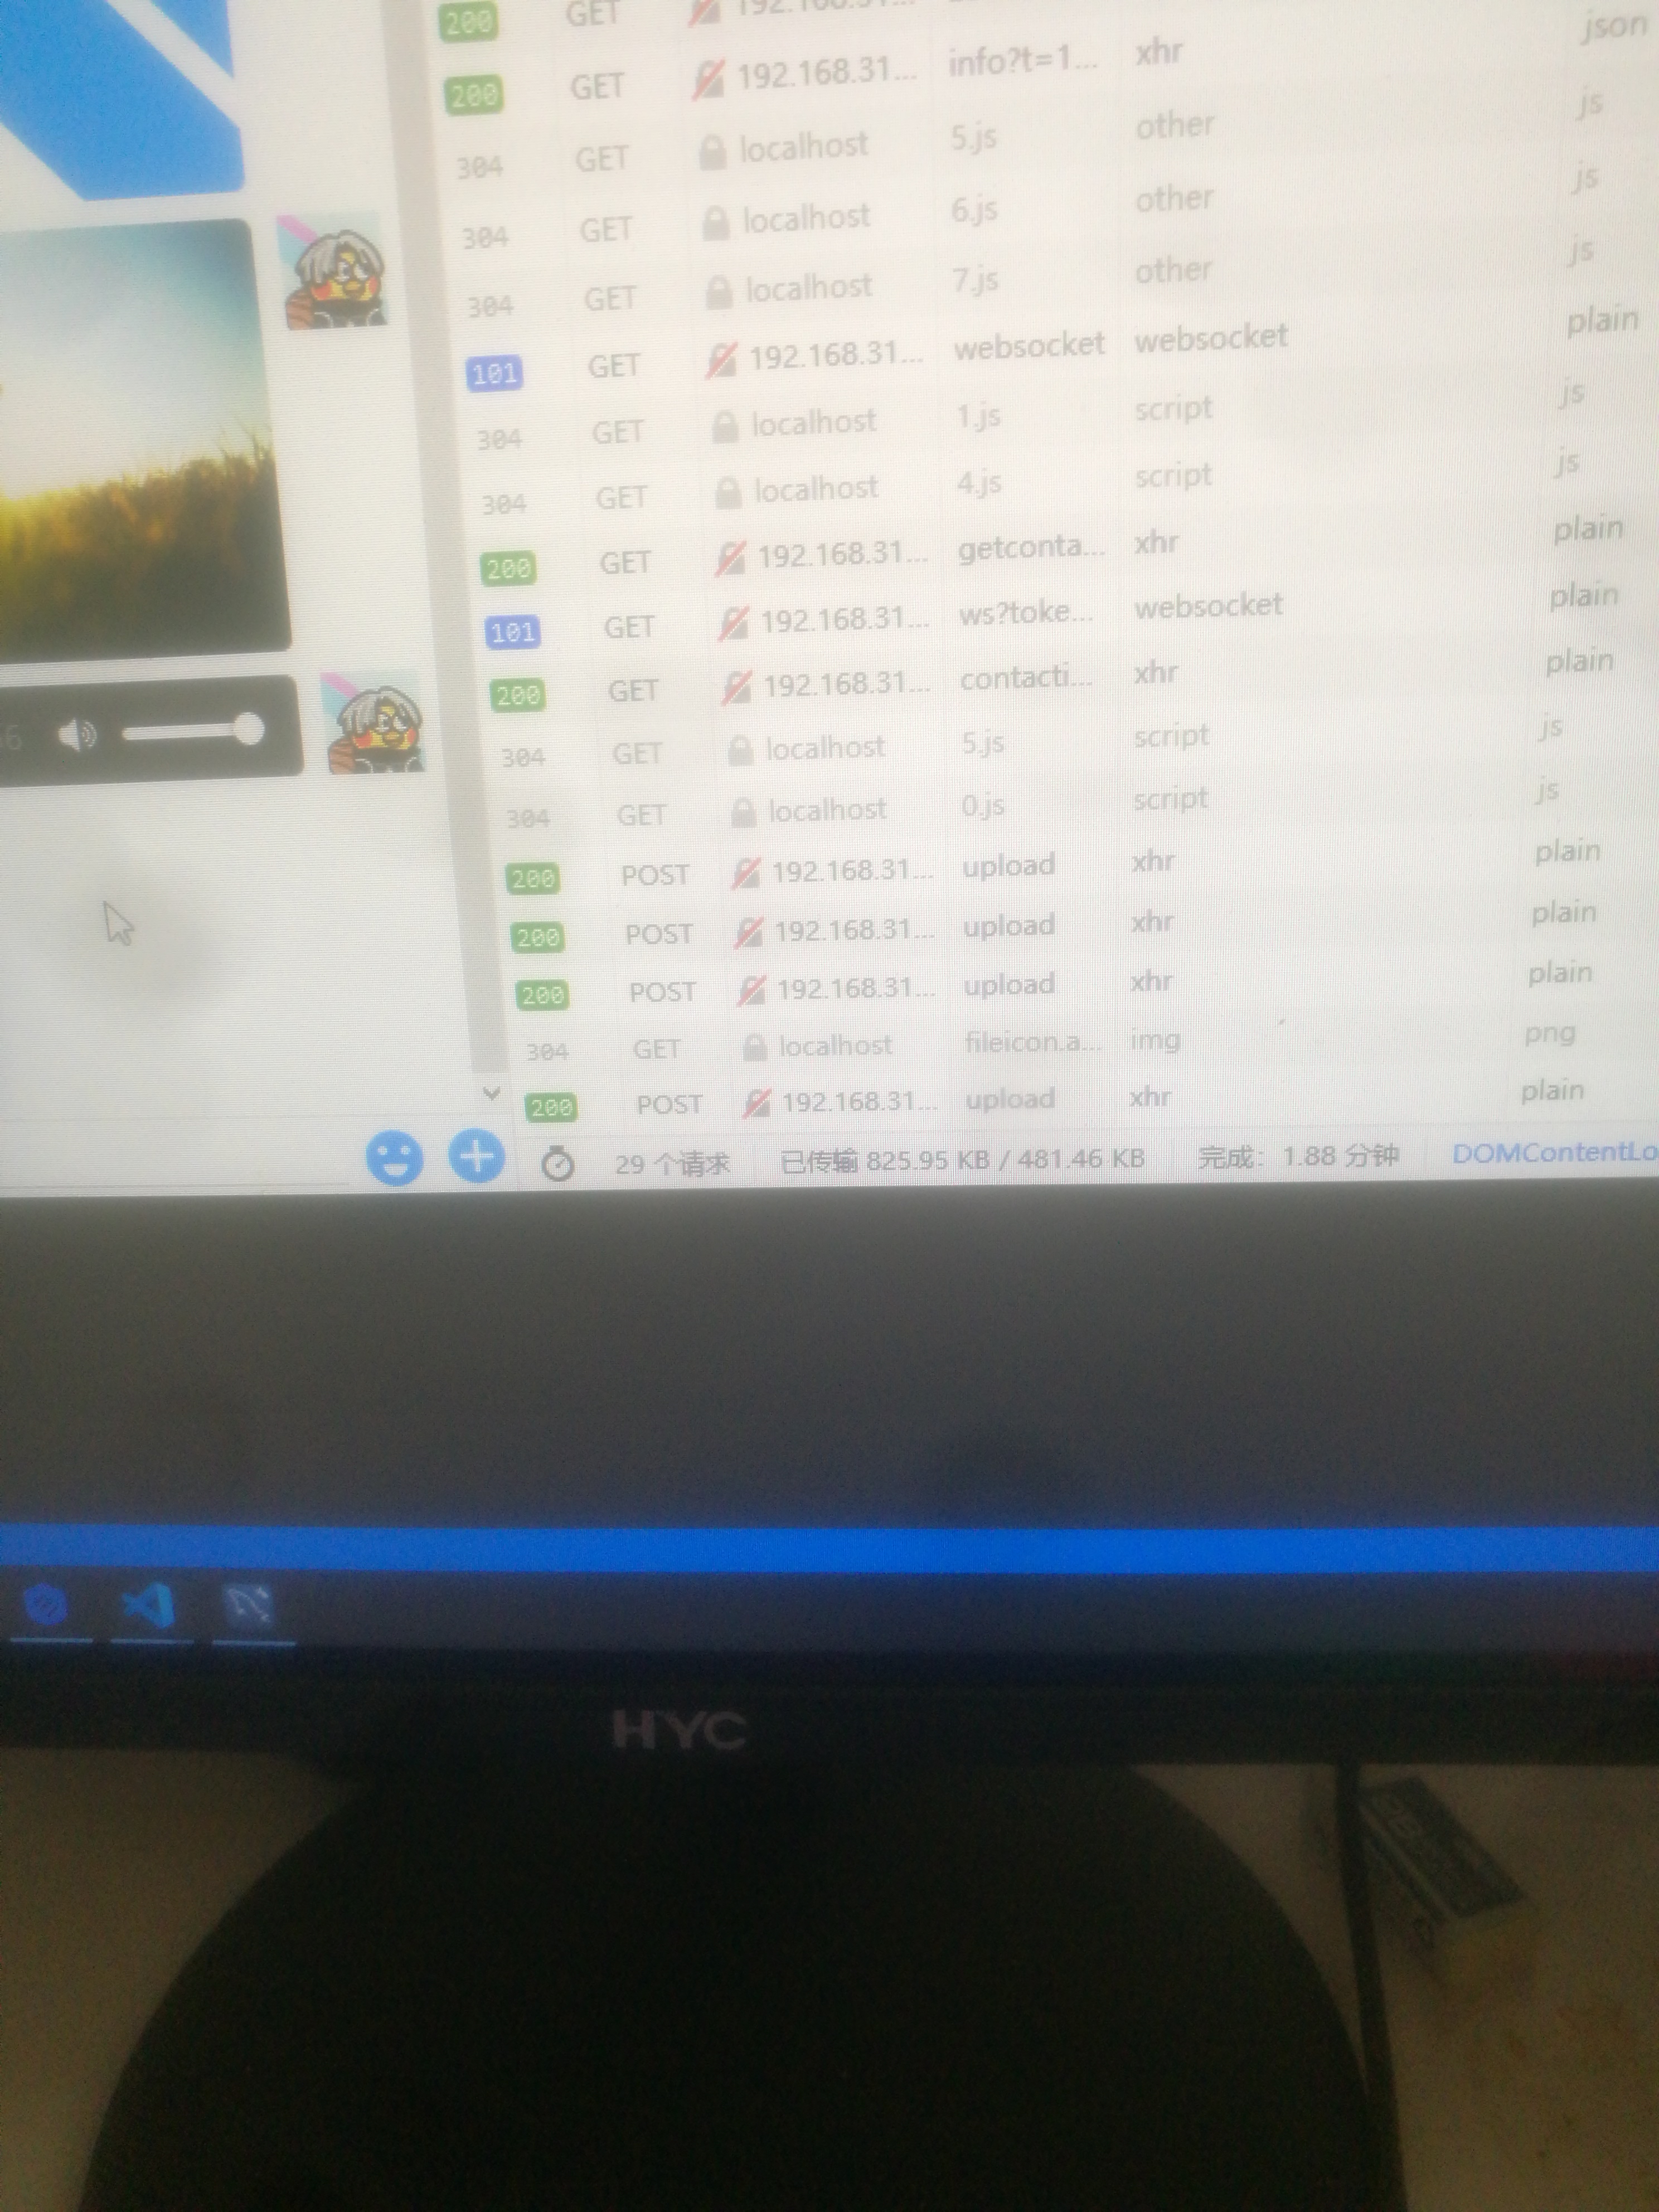 200 GET 192.168.31...
200 GET 192.168.31... info?t=1... xhr json
304 GET localhost 5.js other js
304 GET localhost 6.js other js
304 GET localhost 7.js other js
101 GET 192.168.31... websocket websocket plain
304 GET localhost 1.js script js
304 GET localhost 4.js script js
200 GET 192.168.31... getconta... xhr plain
101 GET 192.168.31... ws?toke... websocket plain
200 GET 192.168.31... contacti... xhr plain
304 GET localhost 5.js script js
304 GET localhost 0.js script js
200 POST 192.168.31... upload xhr plain
200 POST 192.168.31... upload xhr plain
200 POST 192.168.31... upload xhr plain
304 GET localhost fileicon.a... img png
200 POST 192.168.31... upload xhr plain
29 个请求 已传输 825.95 KB / 481.46 KB 完成: 1.88 分钟 DOMContentLo
HYC